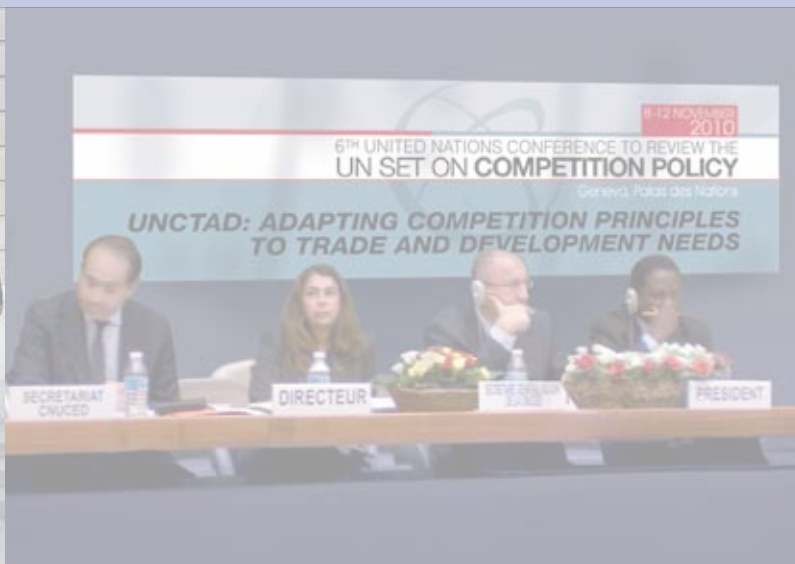 8-12 NOVEMBER
2010
6TH UNITED NATIONS CONFERENCE TO REVIEW THE
UN SET ON COMPETITION POLICY
Geneva, Palais des Nations
UNCTAD: ADAPTING COMPETITION PRINCIPLES
TO TRADE AND DEVELOPMENT NEEDS
SECRETARIAT
CNUCED
DIRECTEUR
PRESIDENT